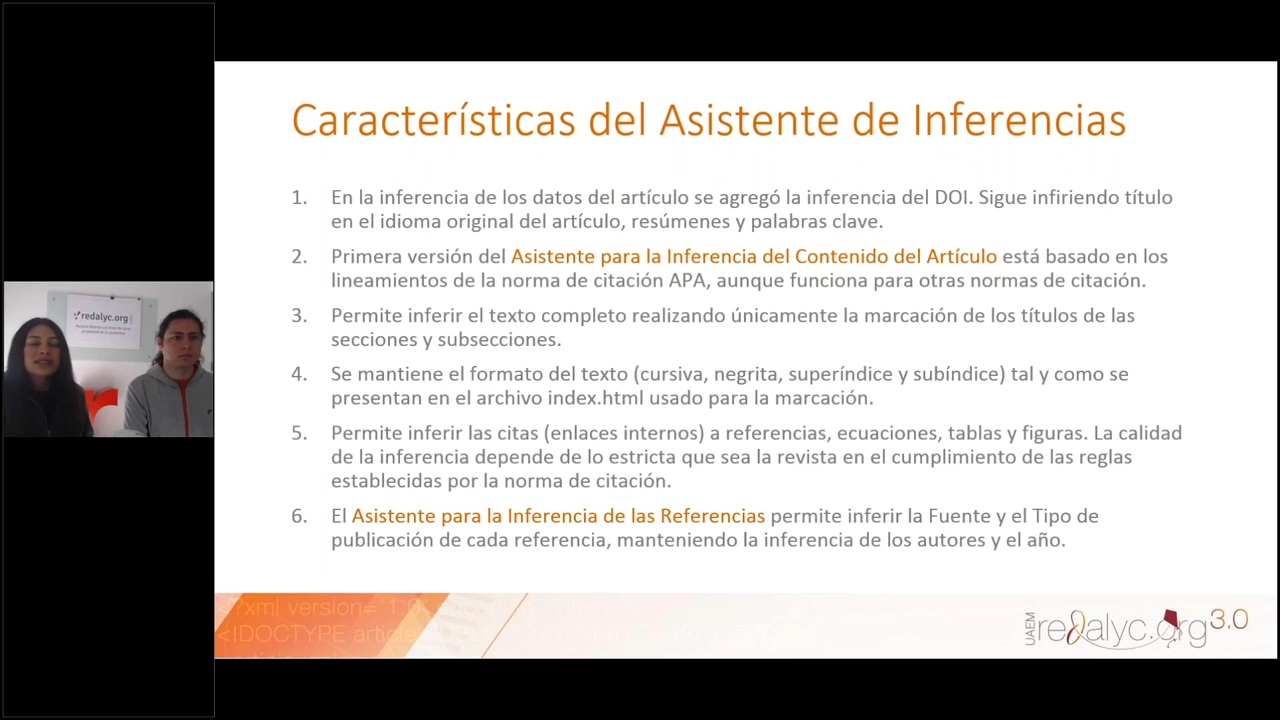 Características del Asistente de Inferencias
1. En la inferencia de los datos del artículo se agregó la inferencia del DOI. Sigue infiriendo título
en el idioma original del artículo, resúmenes y palabras clave.
2. Primera versión del Asistente para la Inferencia del Contenido del Artículo está basado en los
lineamientos de la norma de citación APA, aunque funciona para otras normas de citación.
3. Permite inferir el texto completo realizando únicamente la marcación de los títulos de las
secciones y subsecciones.
4. Se mantiene el formato del texto (cursiva, negrita, superíndice y subíndice) tal y como se
presentan en el archivo index.html usado para la marcación.
5. Permite inferir las citas (enlaces internos) a referencias, ecuaciones, tablas y figuras. La calidad
de la inferencia depende de lo estricta que sea la revista en el cumplimiento de las reglas
establecidas por la norma de citación.
6. El Asistente para la Inferencia de las Referencias permite inferir la Fuente y el Tipo de
publicación de cada referencia, manteniendo la inferencia de los autores y el año.
redalyc.org
<?xml version="1.0"
<!DOCTYPE article
UAEM
redalyc.org 3.0